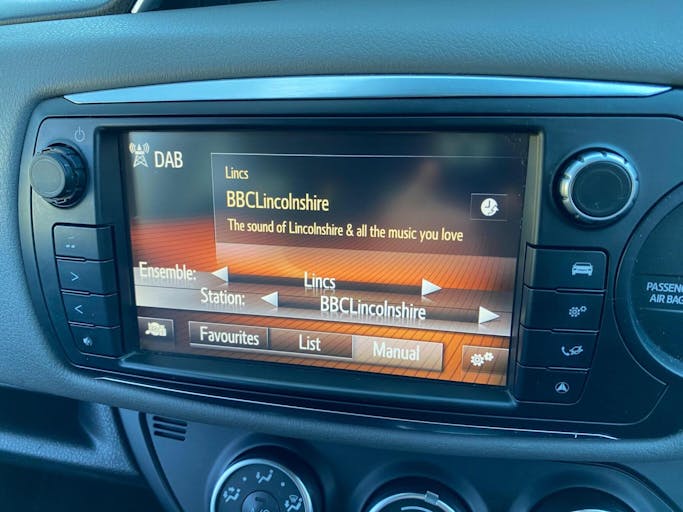 DAB
Lincs
BBCLincolnshire
The sound of Lincolnshire & all the music you love
Ensemble: Lincs
Station: BBCLincolnshire
Favourites List Manual
PASSENGER
AIR BAG